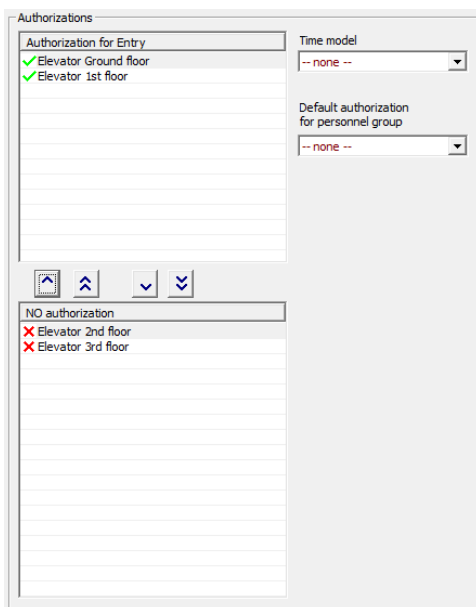 Authorizations
Authorization for Entry
Elevator Ground floor
Elevator 1st floor
Time model
-- none --
Default authorization
for personnel group
-- none --
NO authorization
Elevator 2nd floor
Elevator 3rd floor